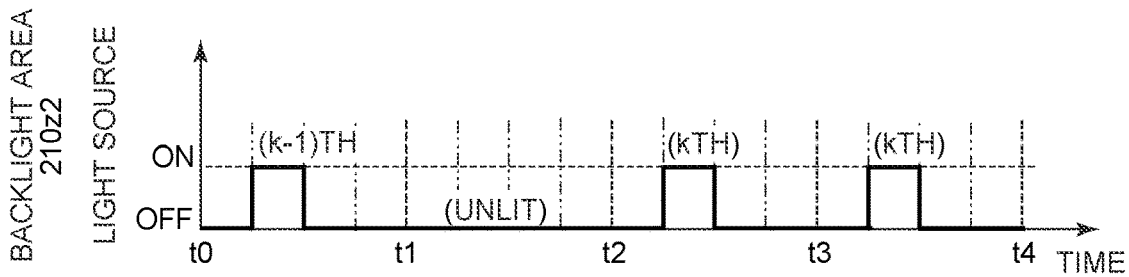 BACKLIGHT AREA
210z2
LIGHT SOURCE
(k-1)TH
(kTH)
(kTH)
ON
(UNLIT)
OFF
t0
t1
t2
t3
t4
TIME